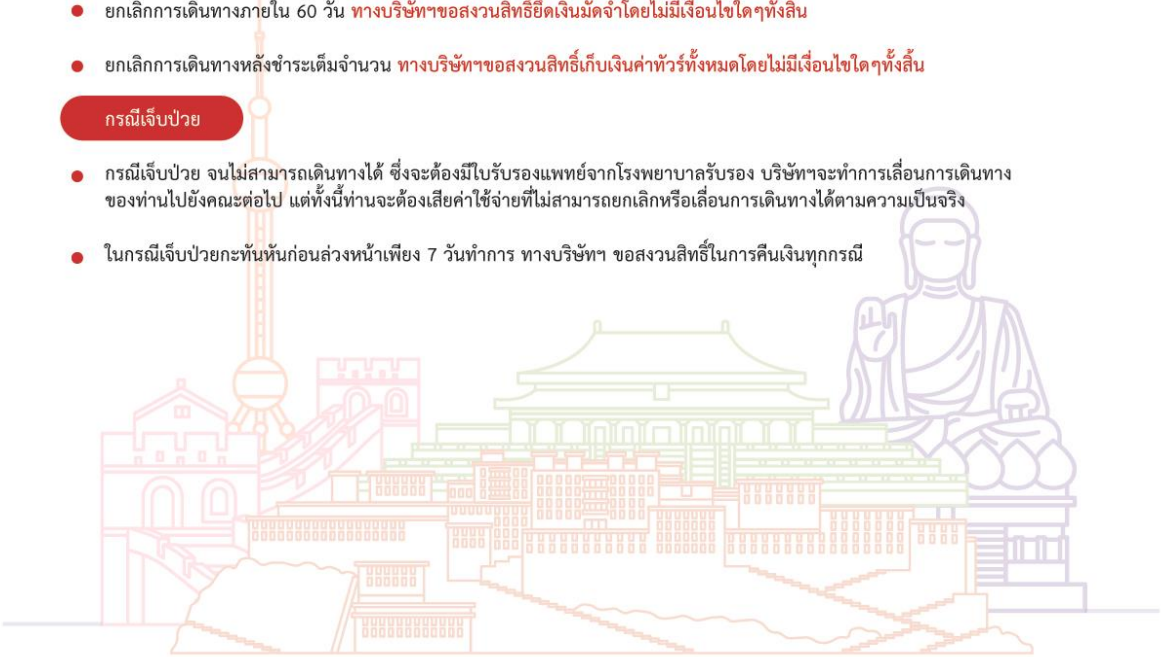 ยกเลิกการเดินทางภายใน 60 วัน ทางบริษัทฯขอสงวนสิทธิ์ยึดเงินมัดจำโดยไม่มีเงื่อนไขใดๆทั้งสิ้น
ยกเลิกการเดินทางหลังชำระเต็มจำนวน ทางบริษัทฯขอสงวนสิทธิ์เก็บเงินค่าทัวร์ทั้งหมดโดยไม่มีเงื่อนไขใดๆทั้งสิ้น
กรณีเจ็บป่วย
กรณีเจ็บป่วย จนไม่สามารถเดินทางได้ ซึ่งจะต้องมีใบรับรองแพทย์จากโรงพยาบาลรับรอง บริษัทฯจะทำการเลื่อนการเดินทาง
ของท่านไปยังคณะต่อไป แต่ทั้งนี้ท่านจะต้องเสียค่าใช้จ่ายที่ไม่สามารถยกเลิกหรือเลื่อนการเดินทางได้ตามความเป็นจริง
ในกรณีเจ็บป่วยกะทันหันก่อนล่วงหน้าเพียง 7 วันทำการ ทางบริษัทฯ ขอสงวนสิทธิ์ในการคืนเงินทุกกรณี